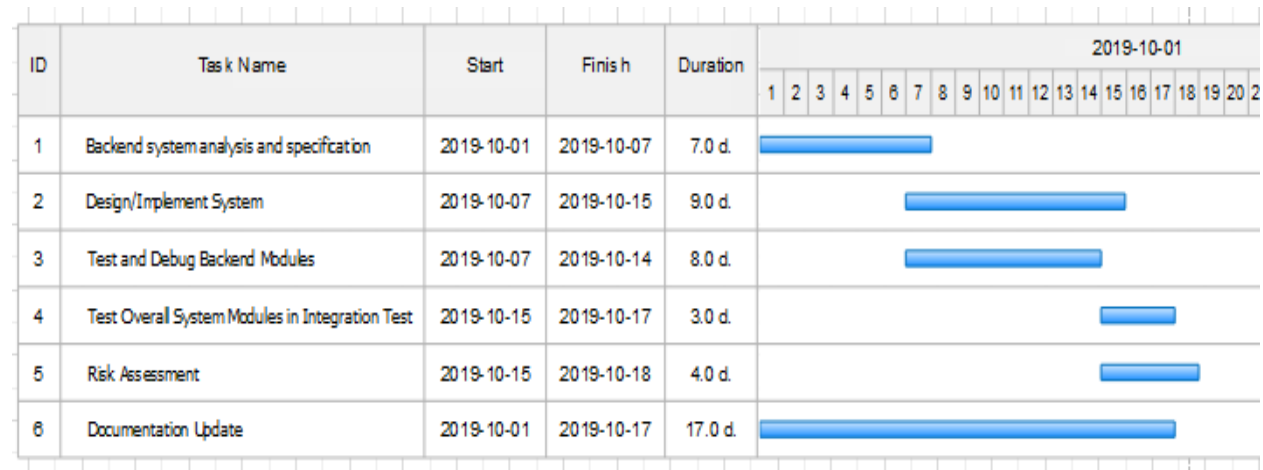 ID Task Name Start Finish Duration 2019-10-01
1 2 3 4 5 6 7 8 9 10 11 12 13 14 15 16 17 18 19 20 2
1 Backend system analysis and specification 2019-10-01 2019-10-07 7.0 d.
2 Design/Implement System 2019-10-07 2019-10-15 9.0 d.
3 Test and Debug Backend Modules 2019-10-07 2019-10-14 8.0 d.
4 Test Overall System Modules in Integration Test 2019-10-15 2019-10-17 3.0 d.
5 Risk Assessment 2019-10-15 2019-10-18 4.0 d.
6 Documentation Update 2019-10-01 2019-10-17 17.0 d.